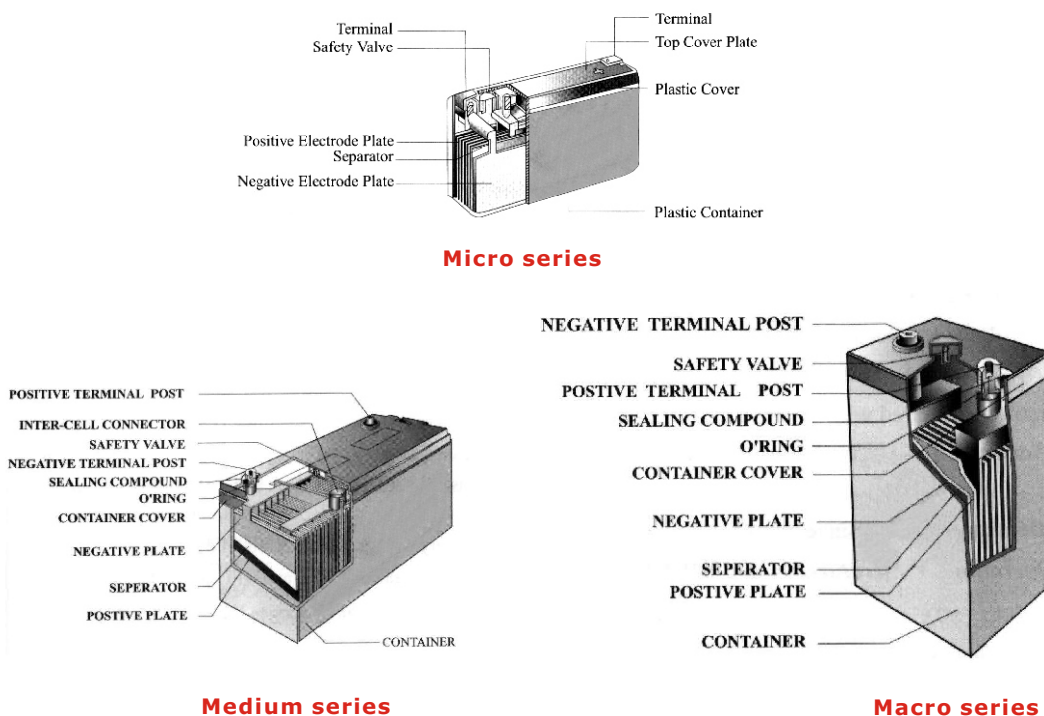 Terminal
Safety Valve
Terminal
Top Cover Plate
Plastic Cover
Positive Electrode Plate
Separator
Negative Electrode Plate
Plastic Container
Micro series
POSITIVE TERMINAL POST
INTER-CELL CONNECTOR
SAFETY VALVE
NEGATIVE TERMINAL POST
SEALING COMPOUND
O'RING
CONTAINER COVER
NEGATIVE PLATE
SEPERATOR
POSTIVE PLATE
CONTAINER
Medium series
NEGATIVE TERMINAL POST
SAFETY VALVE
POSTIVE TERMINAL POST
SEALING COMPOUND
O'RING
CONTAINER COVER
NEGATIVE PLATE
SEPERATOR
POSTIVE PLATE
CONTAINER
Macro series